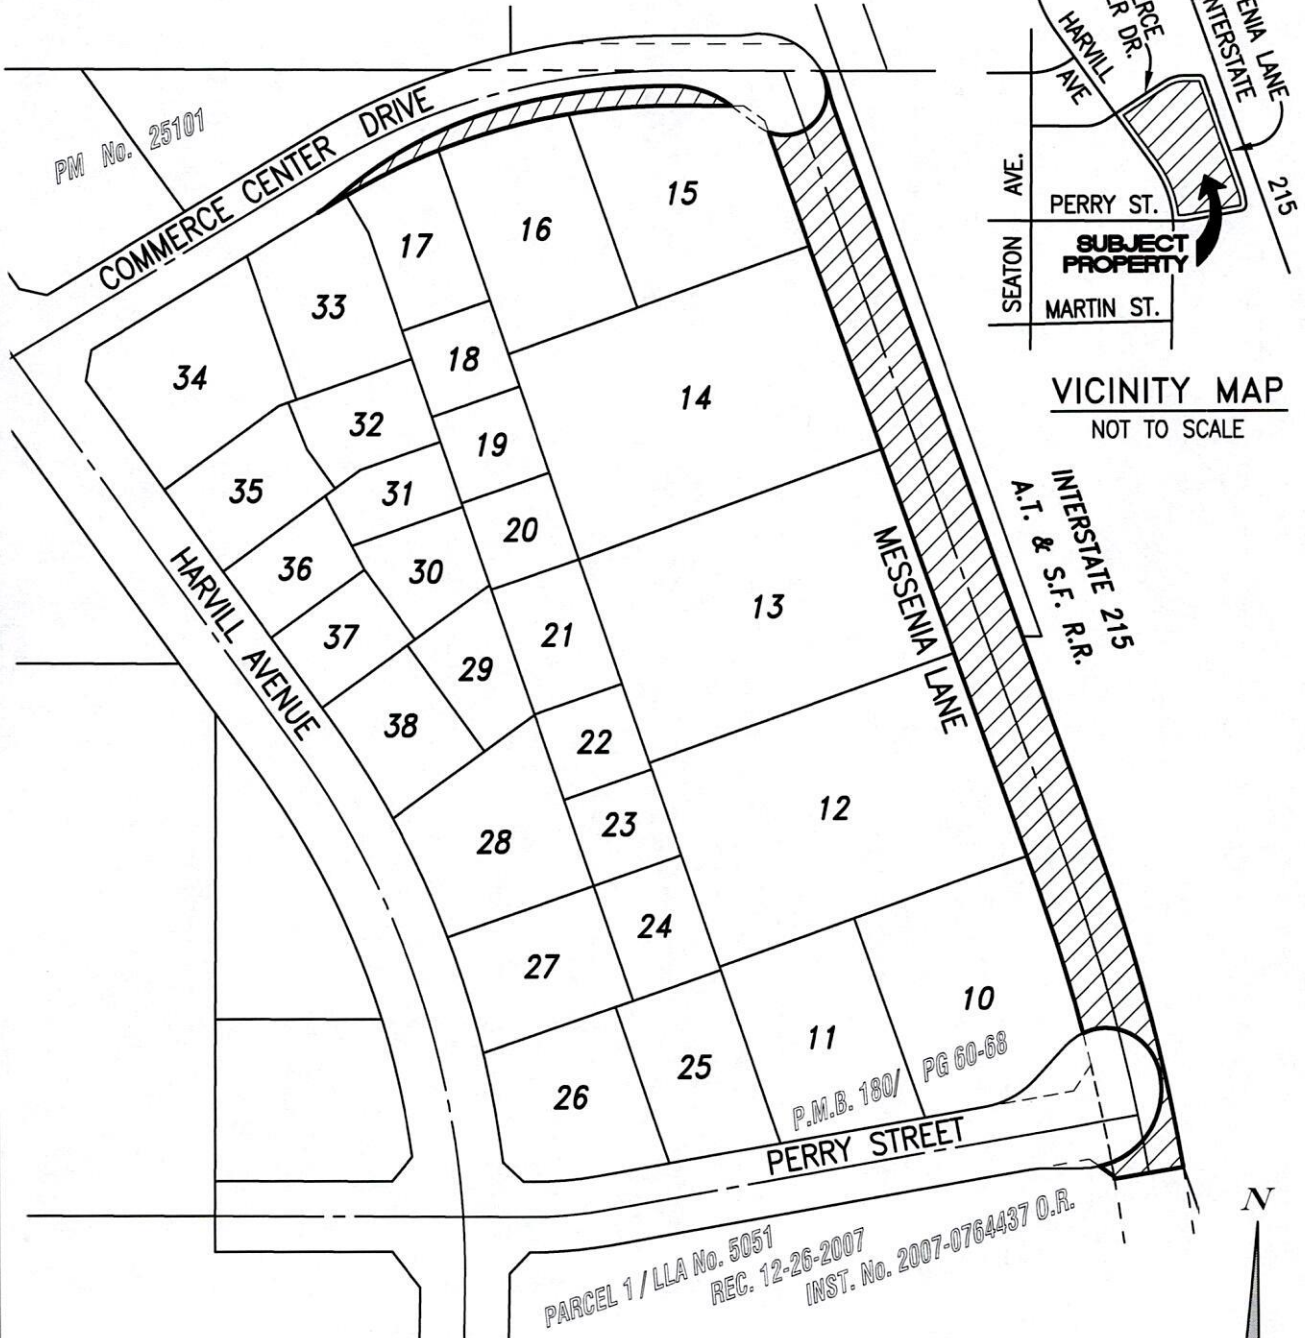 PM No. 25101
COMMERCE CENTER DRIVE
HARVILL
AVE
DR.
INTERSTATE
LANE
SEATON AVE.
PERRY ST.
215
SUBJECT
PROPERTY
MARTIN ST.
VICINITY MAP
NOT TO SCALE
15
16
17
33
34
18
14
32
19
35
31
20
36
30
13
21
37
29
38
22
12
23
28
24
27
10
11
25
26
HARVILL AVENUE
MESSENIA LANE
INTERSTATE 215
A.T. & S.F. R.R.
P.M.B. 180/ PG 60-68
PERRY STREET
PARCEL 1 / LLA No. 5051
REC. 12-26-2007
INST. No. 2007-0764437 O.R.
N